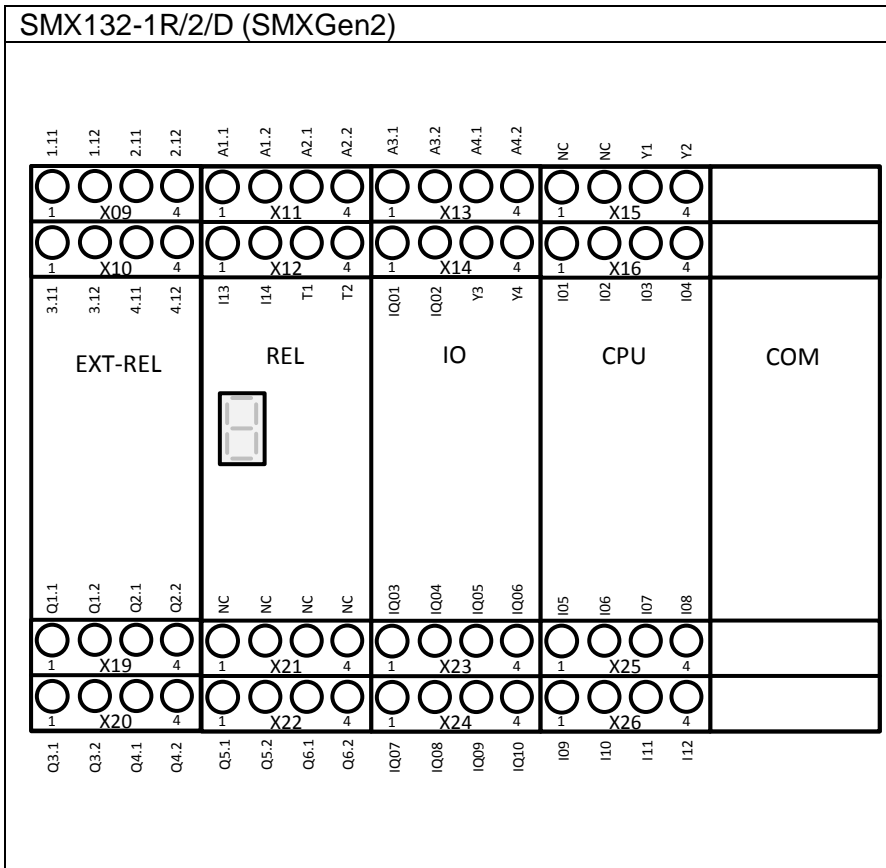 SMX132-1R/2/D (SMXGen2)
1.11 1.12 2.11 2.12 A1.1 A1.2 A2.1 A2.2 A3.1 A3.2 A4.1 A4.2 NC NC Y1 Y2
1 X09 4 1 X11 4 1 X13 4 1 X15 4
1 X10 4 1 X12 4 1 X14 4 1 X16 4
3.11 3.12 4.11 4.12 I13 I14 T1 T2 IQ01 IQ02 Y3 Y4 I01 I02 I03 I04
EXT-REL REL IO CPU COM
Q1.1 Q1.2 Q2.1 Q2.2 NC NC NC NC IQ03 IQ04 IQ05 IQ06 I05 I06 I07 I08
1 X19 4 1 X21 4 1 X23 4 1 X25 4
1 X20 4 1 X22 4 1 X24 4 1 X26 4
Q3.1 Q3.2 Q4.1 Q4.2 Q5.1 Q5.2 Q6.1 Q6.2 IQ07 IQ08 IQ09 IQ10 I09 I10 I11 I12